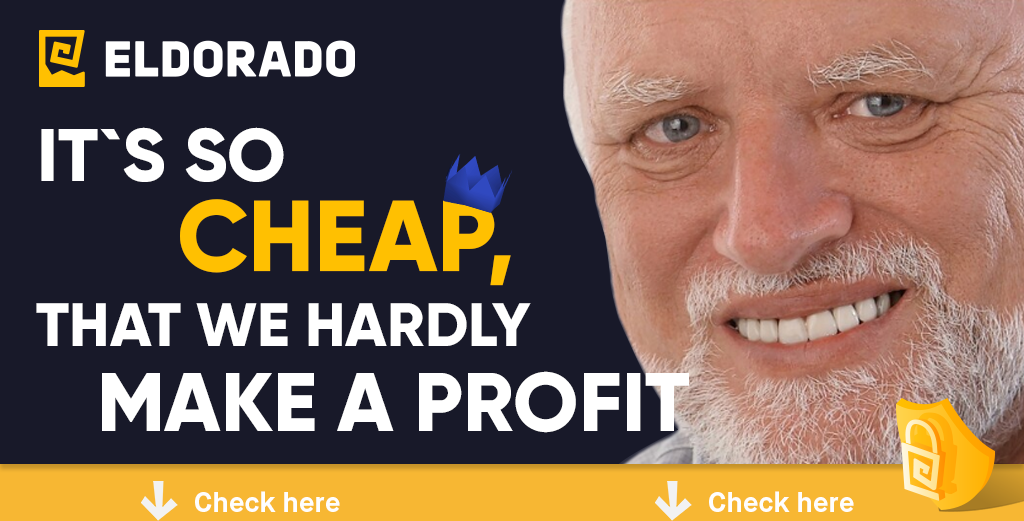 ELDORADO
IT`S SO
CHEAP,
THAT WE HARDLY
MAKE A PROFIT
Check here
Check here